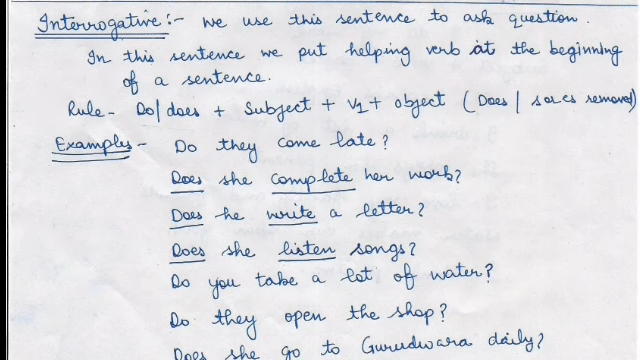 Interrogative :- we use this sentence to ask question.
In this sentence we put helping verb at the beginning
of a sentence.
Rule - Do/does + Subject + V1 + object (Does / s or es removed)
Examples - Do they come late?
Does she complete her work?
Does he write a letter?
Does she listen songs?
Do you take a lot of water?
Do they open the shop?
Does she go to Gurudwara daily?